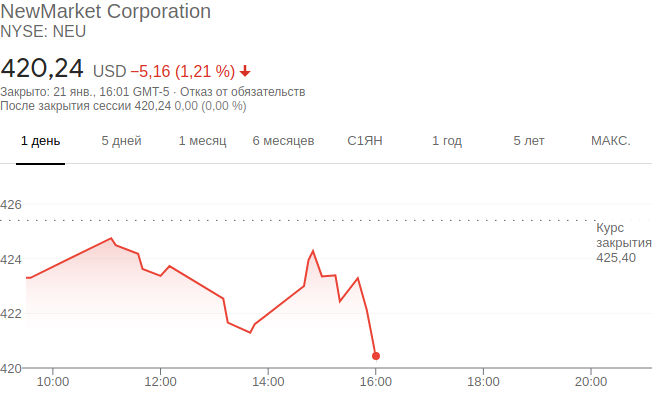 NewMarket Corporation
NYSE: NEU
420,24 USD −5,16 (1,21 %)
Закрыто: 21 янв., 16:01 GMT-5 · Отказ от обязательств
После закрытия сессии 420,24 0,00 (0,00 %)
1 день 5 дней 1 месяц 6 месяцев С1ЯН 1 год 5 лет МАКС.
426
Курс
закрытия
425,40
424
422
420
10:00 12:00 14:00 16:00 18:00 20:00